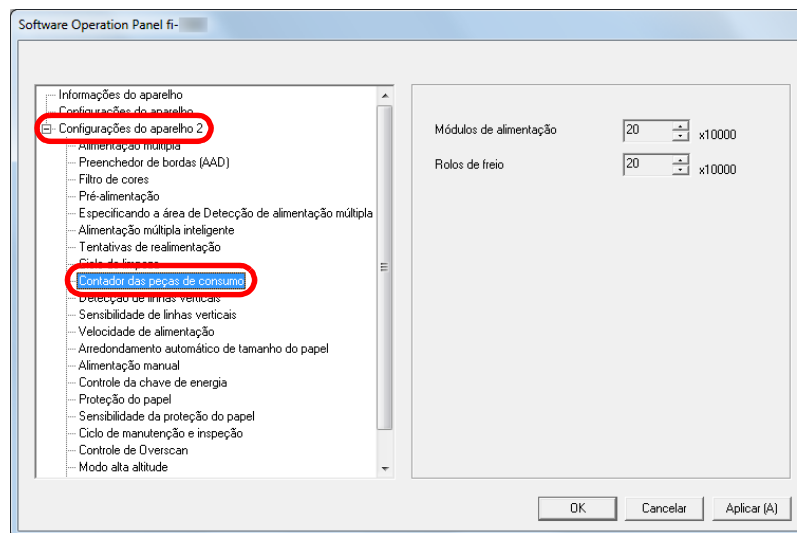 Software Operation Panel fi-
Informações do aparelho
Configurações do aparelho
Configurações do aparelho 2
Alimentação múltipla
Preenchedor de bordas (AAD)
Filtro de cores
Pré-alimentação
Especificando a área de Detecção de alimentação múltipla
Alimentação múltipla inteligente
Tentativas de realimentação
Ciclo de limpeza
Contador das peças de consumo
Detecção de linhas verticais
Sensibilidade de linhas verticais
Velocidade de alimentação
Arredondamento automático de tamanho do papel
Alimentação manual
Controle da chave de energia
Proteção do papel
Sensibilidade da proteção do papel
Ciclo de manutenção e inspeção
Controle de Overscan
Modo alta altitude
Módulos de alimentação 20 x10000
Rolos de freio 20 x10000
OK Cancelar Aplicar (A)